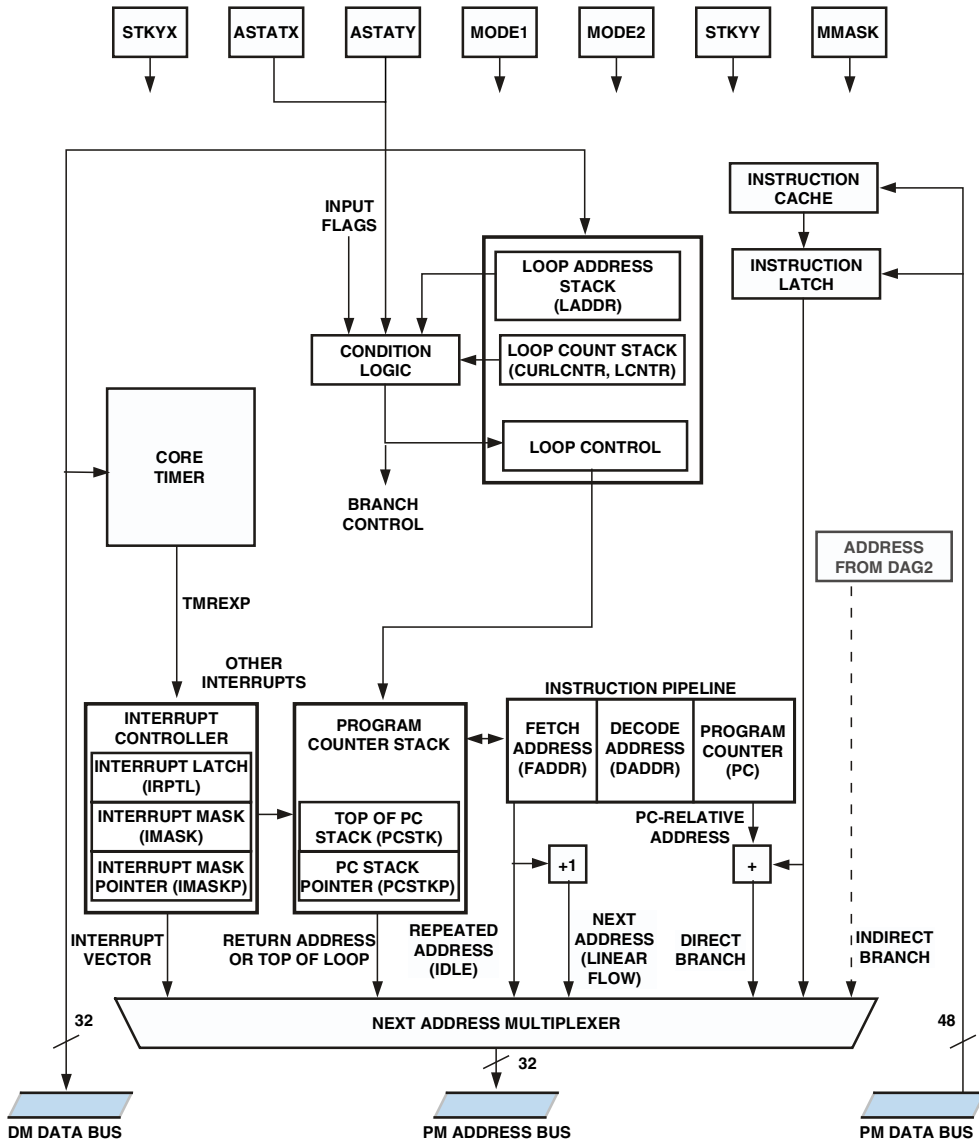 STKYX
ASTATX
ASTATY
MODE1
MODE2
STKYY
MMASK
INSTRUCTION
CACHE
INPUT
FLAGS
LOOP ADDRESS
STACK
(LADDR)
INSTRUCTION
LATCH
CONDITION
LOGIC
LOOP COUNT STACK
(CURLCNTR, LCNTR)
CORE
TIMER
LOOP CONTROL
BRANCH
CONTROL
ADDRESS
FROM DAG2
TMREXP
OTHER
INTERRUPTS
INSTRUCTION PIPELINE
INTERRUPT
CONTROLLER
INTERRUPT LATCH
(IRPTL)
INTERRUPT MASK
(IMASK)
INTERRUPT MASK
POINTER (IMASKP)
PROGRAM
COUNTER STACK
TOP OF PC
STACK (PCSTK)
PC STACK
POINTER (PCSTKP)
FETCH
ADDRESS
(FADDR)
DECODE
ADDRESS
(DADDR)
PROGRAM
COUNTER
(PC)
PC-RELATIVE
ADDRESS
+1
+
INTERRUPT
VECTOR
RETURN ADDRESS
OR TOP OF LOOP
REPEATED
ADDRESS
(IDLE)
NEXT
ADDRESS
(LINEAR
FLOW)
DIRECT
BRANCH
INDIRECT
BRANCH
NEXT ADDRESS MULTIPLEXER
32
32
48
DM DATA BUS
PM ADDRESS BUS
PM DATA BUS